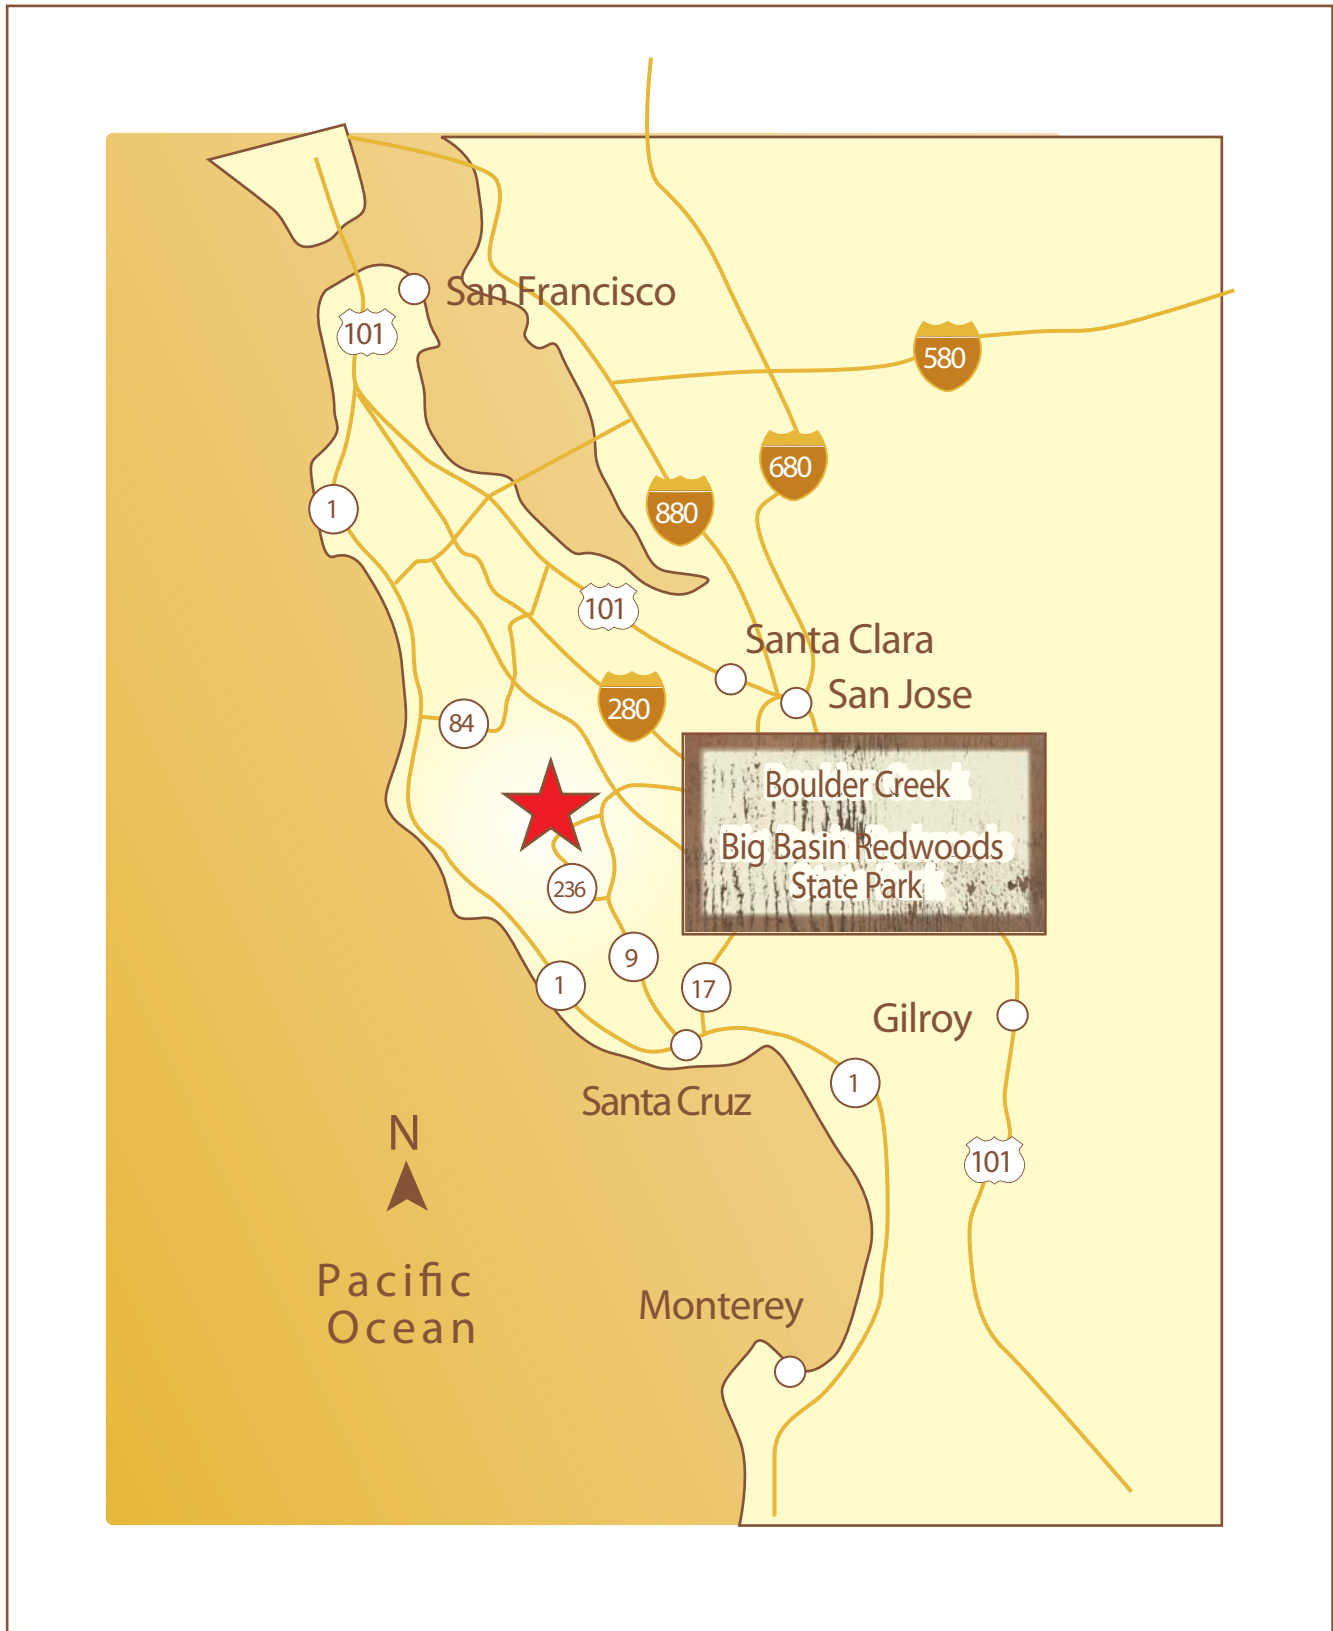 San Francisco
101
580
680
880
1
101
Santa Clara
San Jose
280
84
Boulder Creek
Big Basin Redwoods
State Park
236
9
1
17
Gilroy
1
Santa Cruz
N
101
Pacific
Ocean
Monterey